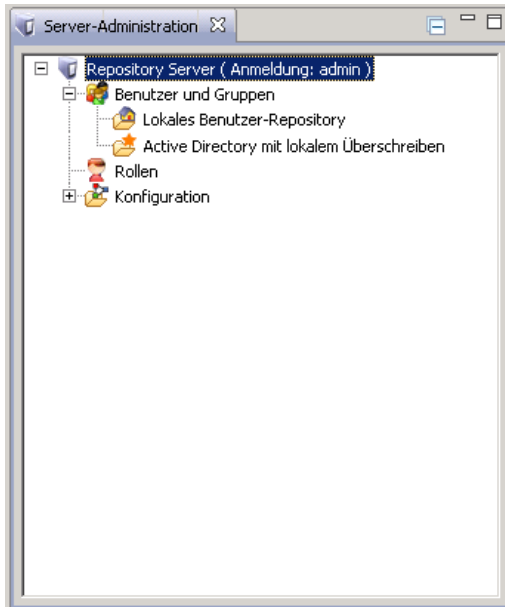 Server-Administration
Repository Server ( Anmeldung: admin )
Benutzer und Gruppen
Lokales Benutzer-Repository
Active Directory mit lokalem Überschreiben
Rollen
Konfiguration